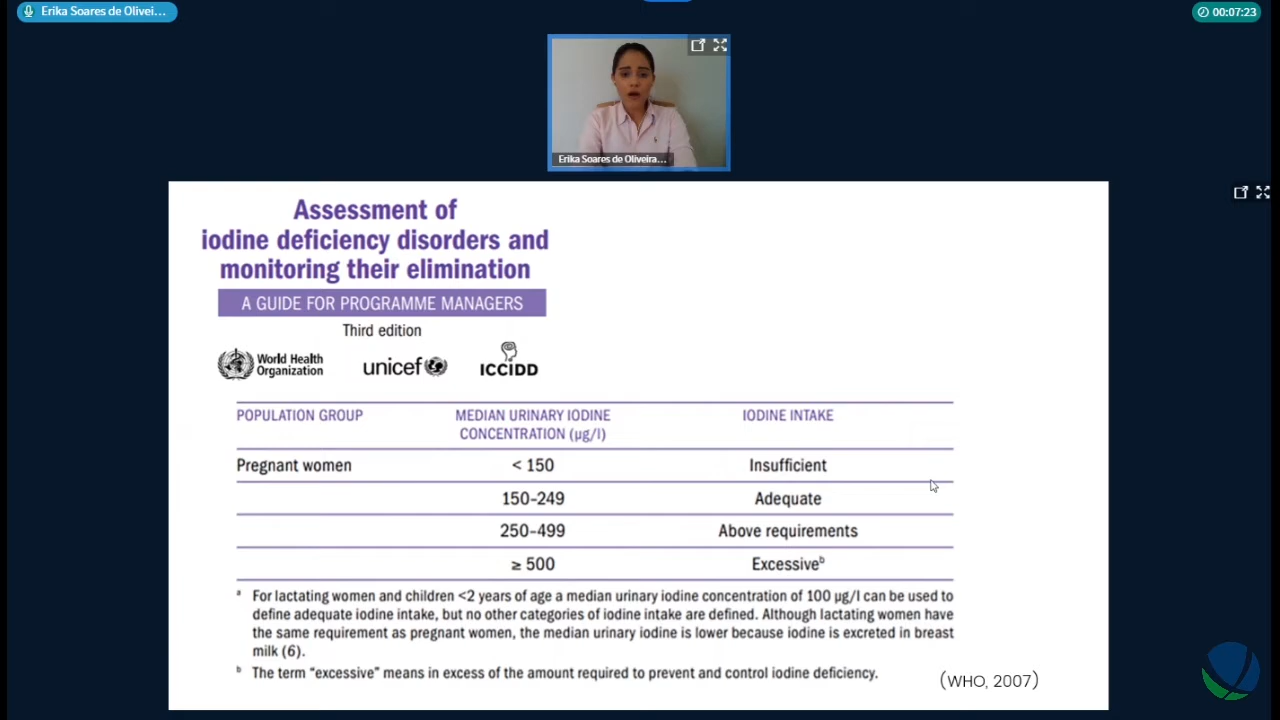 Erika Soares de Olivei...
00:07:23
Erika Soares de Oliveira...
Assessment of
iodine deficiency disorders and
monitoring their elimination
A GUIDE FOR PROGRAMME MANAGERS
Third edition
World Health
Organization
unicef
ICCIDD
POPULATION GROUP MEDIAN URINARY IODINE IODINE INTAKE
CONCENTRATION (µg/l)
Pregnant women < 150 Insufficient
150–249 Adequate
250–499 Above requirements
≥ 500 Excessiveᵇ
ᵃ For lactating women and children <2 years of age a median urinary iodine concentration of 100 µg/l can be used to
define adequate iodine intake, but no other categories of iodine intake are defined. Although lactating women have
the same requirement as pregnant women, the median urinary iodine is lower because iodine is excreted in breast
milk (6).
ᵇ The term “excessive” means in excess of the amount required to prevent and control iodine deficiency.
(WHO, 2007)